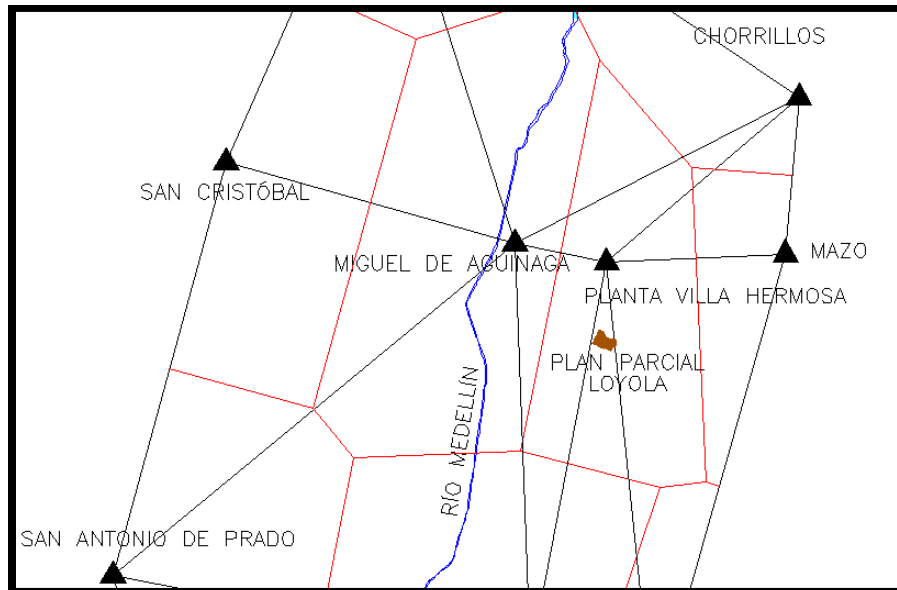 CHORRILLOS
SAN CRISTÓBAL
MIGUEL DE AGUINAGA
MAZO
PLANTA VILLA HERMOSA
PLAN PARCIAL
LOYOLA
RÍO MEDELLÍN
SAN ANTONIO DE PRADO